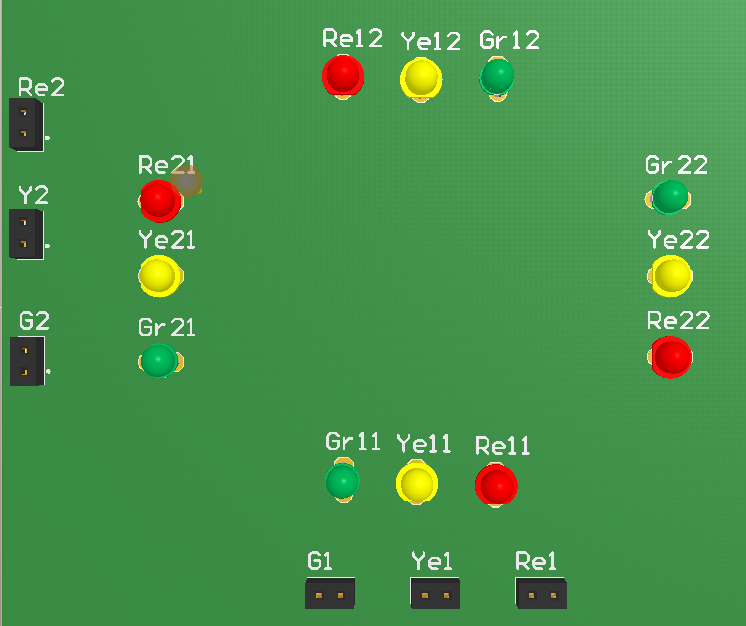 Re12 Ye12 Gr12
Re2
Re21
Gr22
Y2
Ye21
Ye22
G2
Gr21
Re22
Gr11 Ye11 Re11
G1 Ye1 Re1